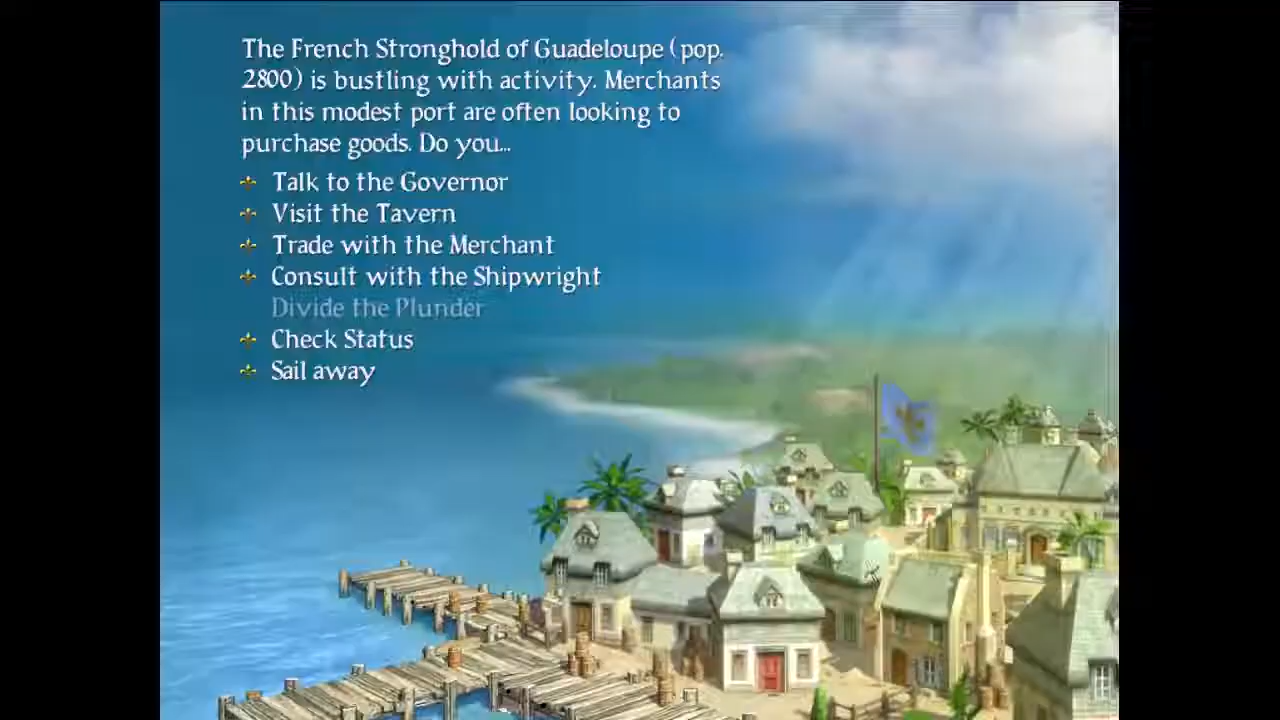 The French Stronghold of Guadeloupe (pop.
2800) is bustling with activity. Merchants
in this modest port are often looking to
purchase goods. Do you...
Talk to the Governor
Visit the Tavern
Trade with the Merchant
Consult with the Shipwright
Divide the Plunder
Check Status
Sail away